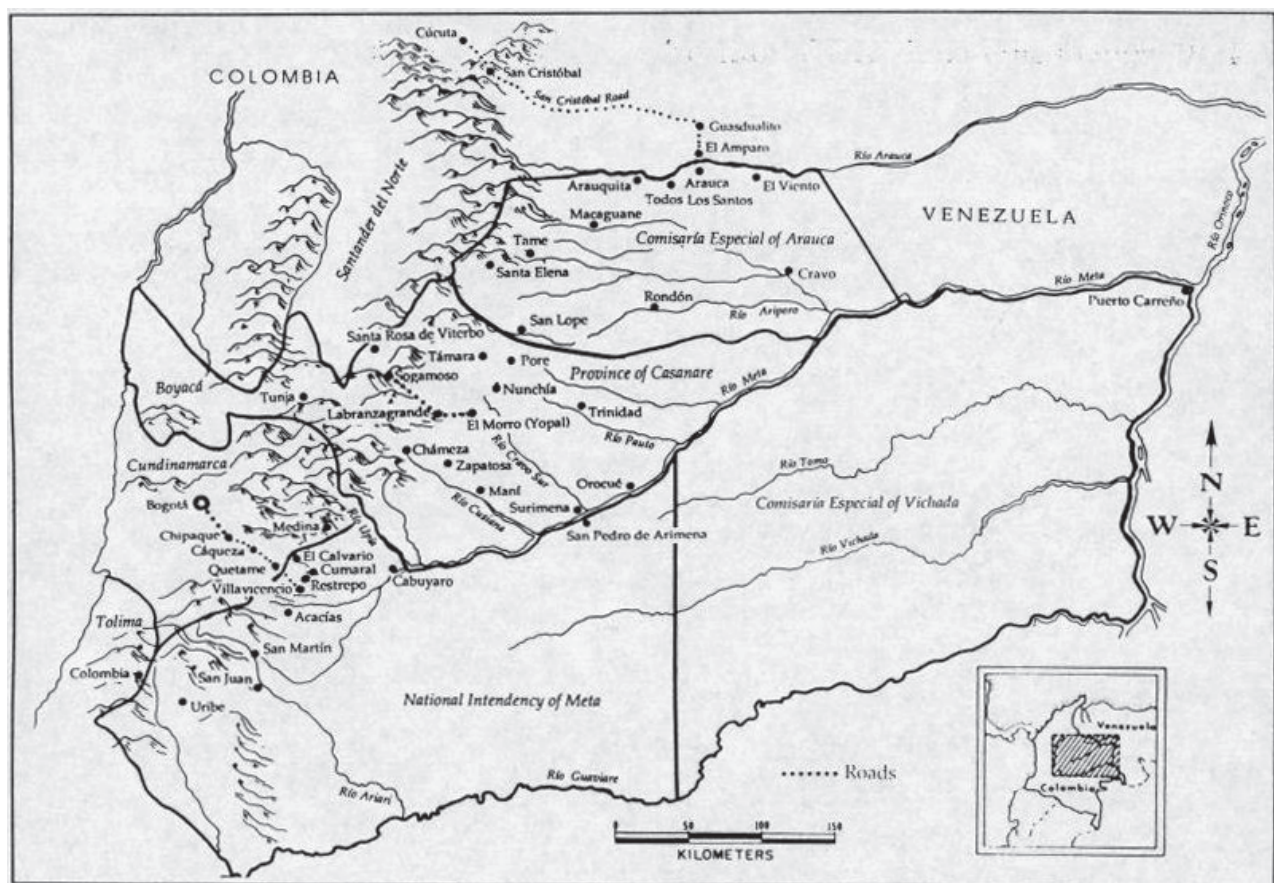 Cúcuta
COLOMBIA
San Cristóbal
San Cristóbal Road
Guasdualito
El Amparo
Río Arauca
Arauquita
Arauca
El Viento
Todos Los Santos
Santander del Norte
Macaguane
VENEZUELA
Río Orinoco
Tame
Comisaría Especial of Arauca
Santa Elena
Cravo
Río Meta
Puerto Carreño
Rondón
Río Ariporo
San Lope
Santa Rosa de Viterbo
Támara
Pore
Boyacá
Sogamoso
Province of Casanare
Río Meta
Nunchía
Tunja
Labranzagrande
Trinidad
El Morro (Yopal)
Río Pauto
Chámeza
Río Cravo Sur
Cundinamarca
Zapatosa
Río Tomo
Bogotá
Maní
Orocué
Comisaría Especial of Vichada
N
Medina
Río Upía
Río Cusiana
Surimena
W E
Chipaque
San Pedro de Arimena
Cáqueza
El Calvario
Río Vichada
S
Quetame
Cumaral
Cabuyaro
Restrepo
Villavicencio
Acacías
Tolima
San Martín
Colombia
San Juan
Uribe
National Intendency of Meta
Venezuela
Roads
Río Guaviare
Colombia
Río Ariari
0 50 100 150
KILOMETERS